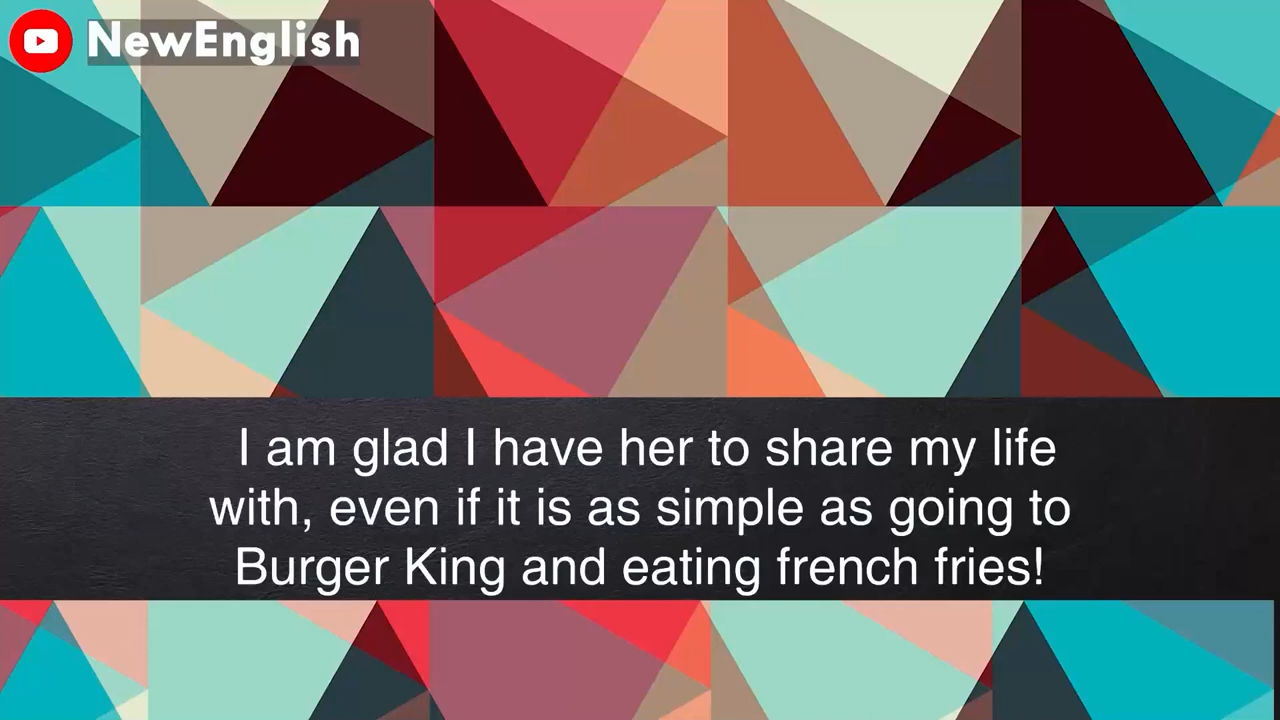 NewEnglish
I am glad I have her to share my life
with, even if it is as simple as going to
Burger King and eating french fries!